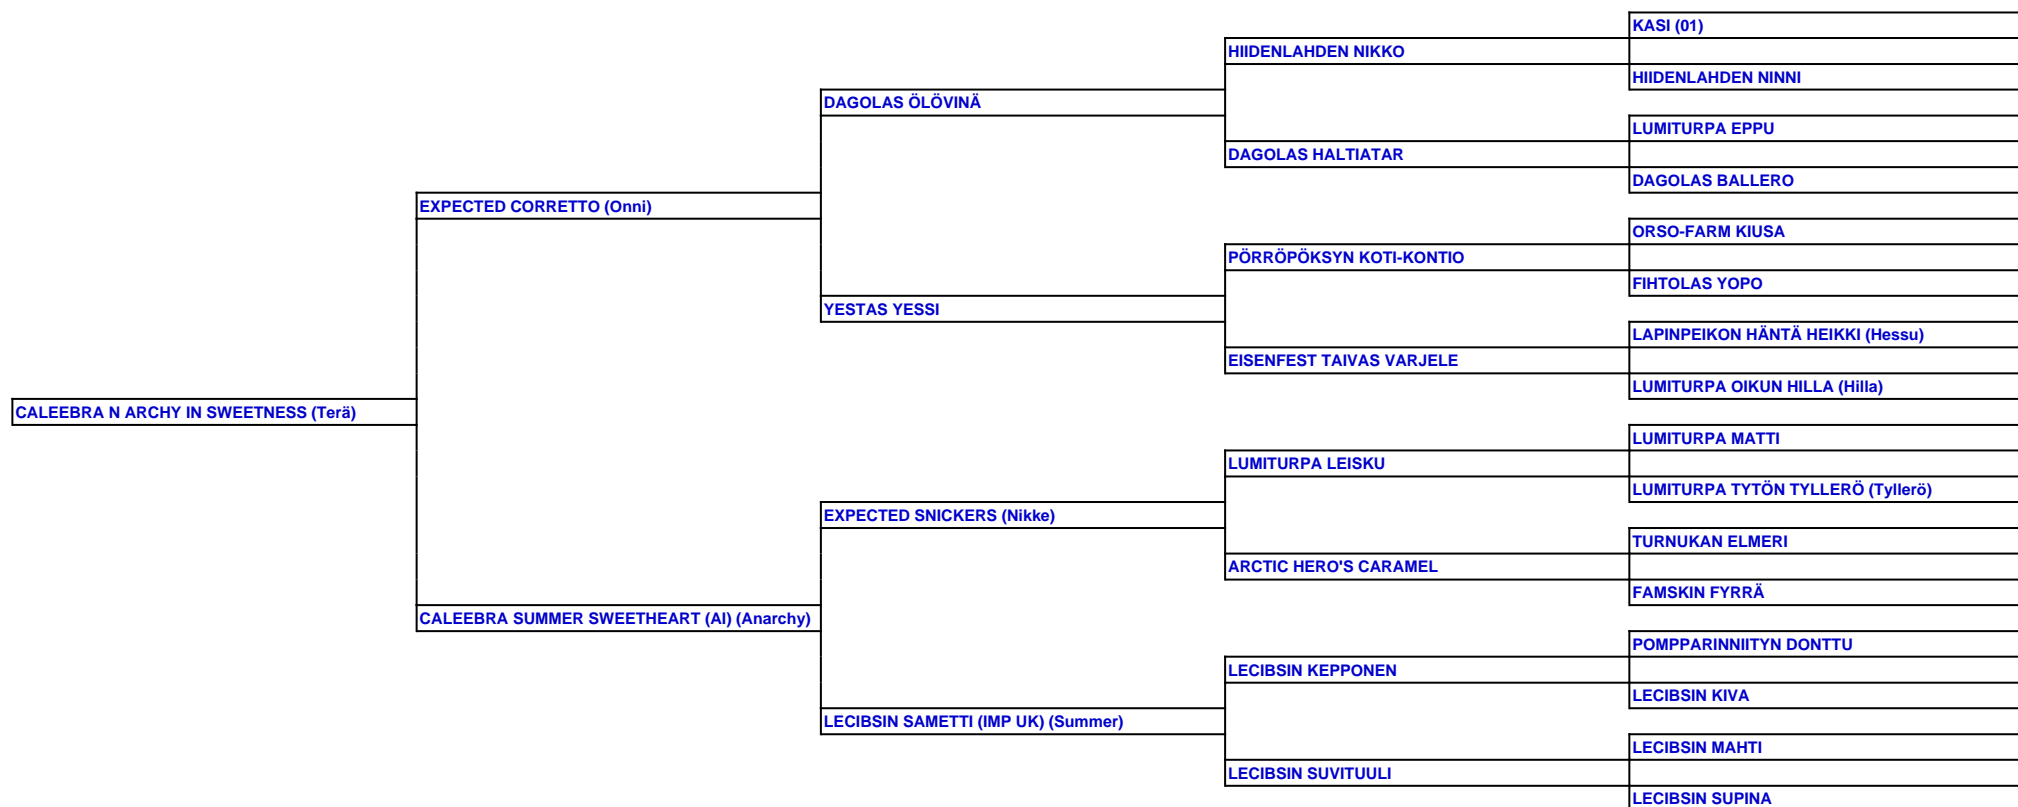 KASI (01)
HIIDENLAHDEN NIKKO
HIIDENLAHDEN NINNI
DAGOLAS ÖLÖVINÄ
LUMITURPA EPPU
DAGOLAS HALTIATAR
DAGOLAS BALLERO
EXPECTED CORRETTO (Onni)
ORSO-FARM KIUSA
PÖRRÖPÖKSYN KOTI-KONTIO
FIHTOLAS YOPO
YESTAS YESSI
LAPINPEIKON HÄNTÄ HEIKKI (Hessu)
EISENFEST TAIVAS VARJELE
LUMITURPA OIKUN HILLA (Hilla)
CALEEBRA N ARCHY IN SWEETNESS (Terä)
LUMITURPA MATTI
LUMITURPA LEISKU
LUMITURPA TYTÖN TYLLERÖ (Tyllerö)
EXPECTED SNICKERS (Nikke)
TURNUKAN ELMERI
ARCTIC HERO'S CARAMEL
FAMSKIN FYRRÄ
CALEEBRA SUMMER SWEETHEART (AI) (Anarchy)
POMPPARINNIITYN DONTTU
LECIBSIN KEPPONEN
LECIBSIN KIVA
LECIBSIN SAMETTI (IMP UK) (Summer)
LECIBSIN MAHTI
LECIBSIN SUVITUULI
LECIBSIN SUPINA